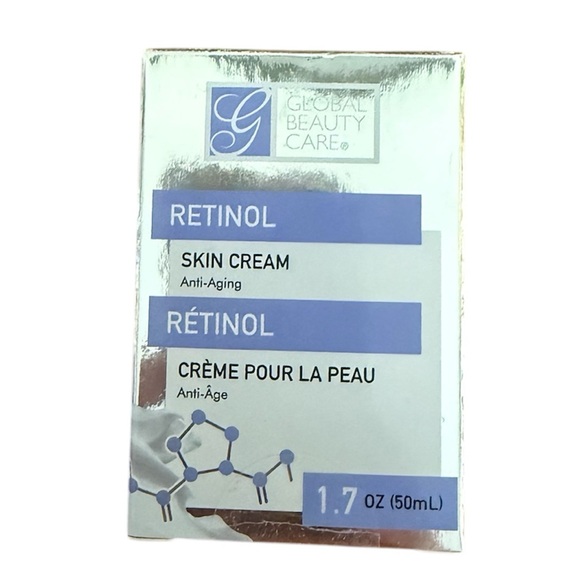 G
GLOBAL
BEAUTY
CARE®
RETINOL
SKIN CREAM
Anti-Aging
RÉTINOL
CRÈME POUR LA PEAU
Anti-Âge
1.7 OZ (50mL)